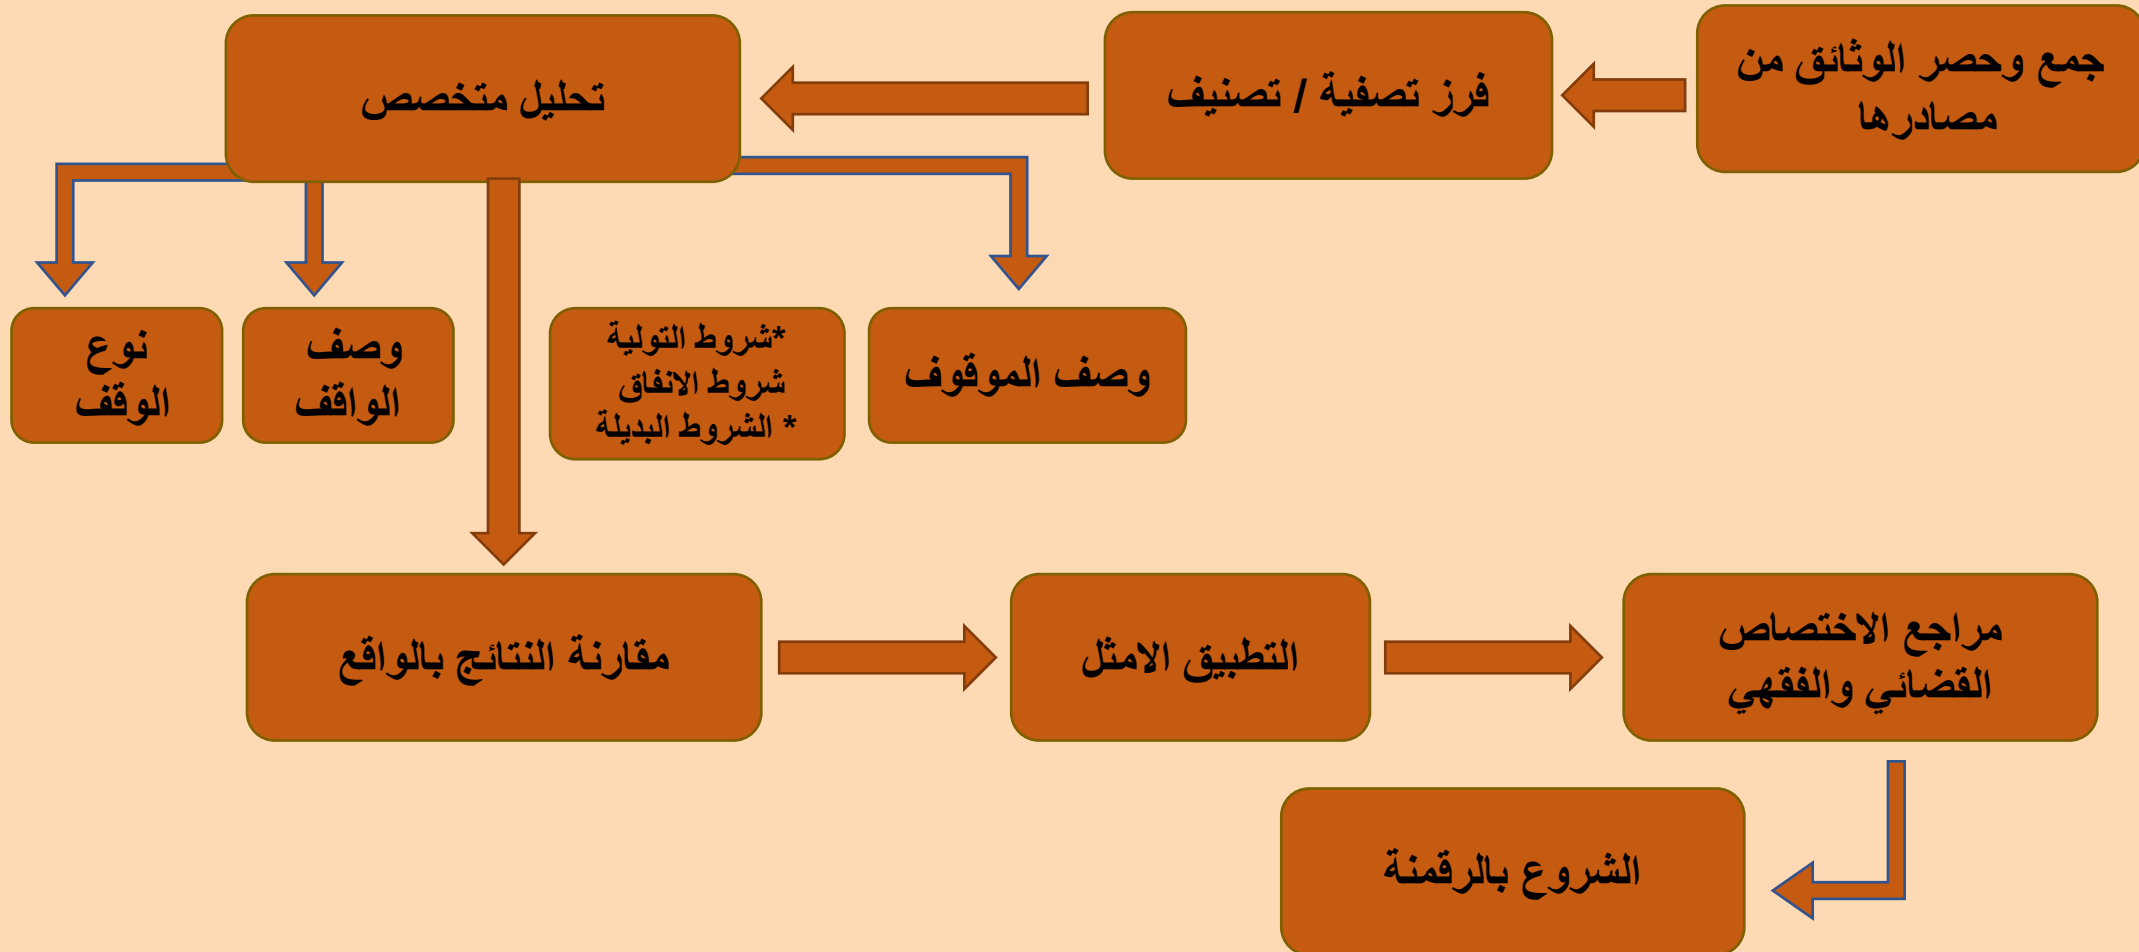 جمع وحصر الوثائق من
مصادرها
فرز تصفية / تصنيف
تحليل متخصص
وصف الموقوف
*شروط التولية
شروط الانفاق
* الشروط البديلة
وصف
الواقف
نوع
الوقف
مقارنة النتائج بالواقع
التطبيق الامثل
مراجع الاختصاص
القضائي والفقهي
الشروع بالرقمنة